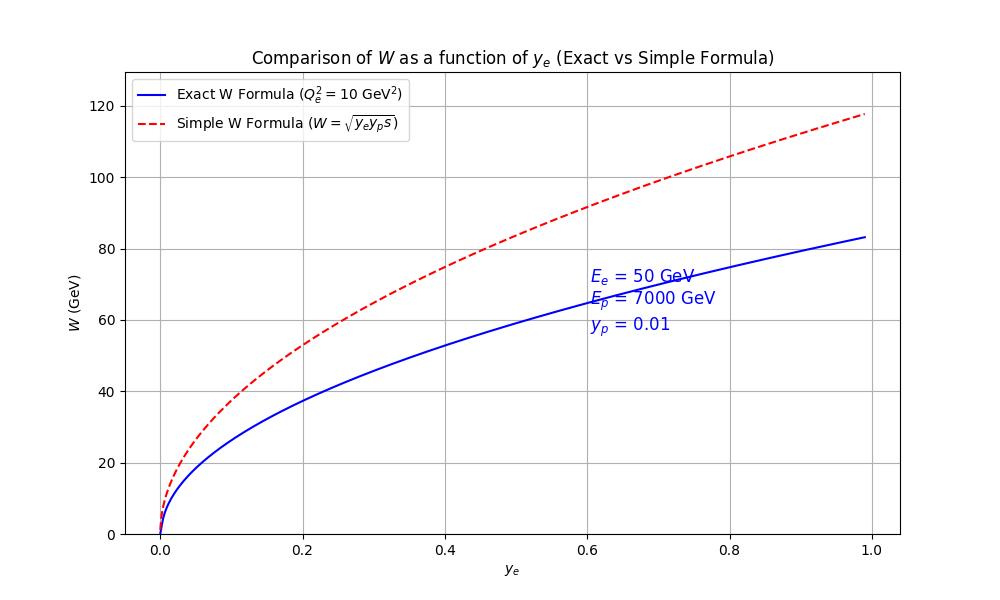 Comparison of W as a function of y_e (Exact vs Simple Formula)
Exact W Formula (Q_e^2 = 10 GeV^2)
Simple W Formula (W = √(y_e y_p s))
120
100
80
60
40
20
0
W (GeV)
E_e = 50 GeV
E_p = 7000 GeV
y_p = 0.01
0.0 0.2 0.4 0.6 0.8 1.0
y_e